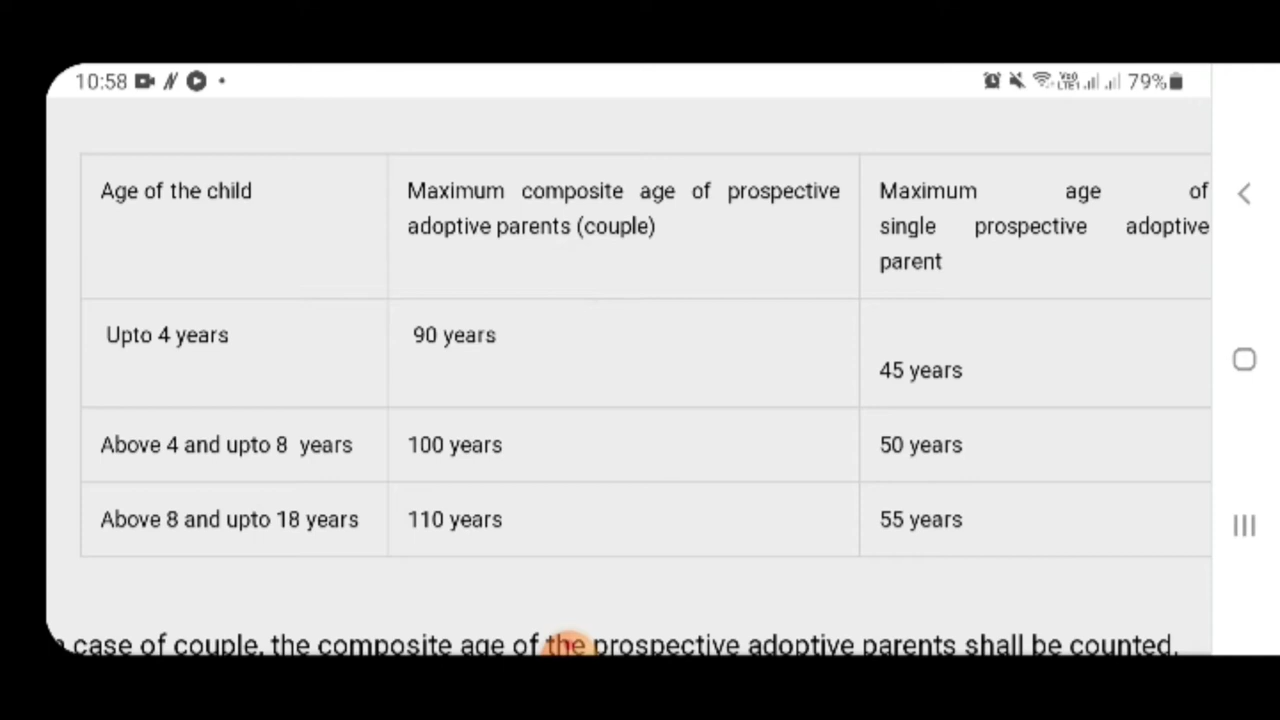 10:58
79%
Age of the child
Maximum composite age of prospective
adoptive parents (couple)
Maximum age of
single prospective adoptive
parent
Upto 4 years
90 years
45 years
Above 4 and upto 8 years
100 years
50 years
Above 8 and upto 18 years
110 years
55 years
case of couple, the composite age of the prospective adoptive parents shall be counted.